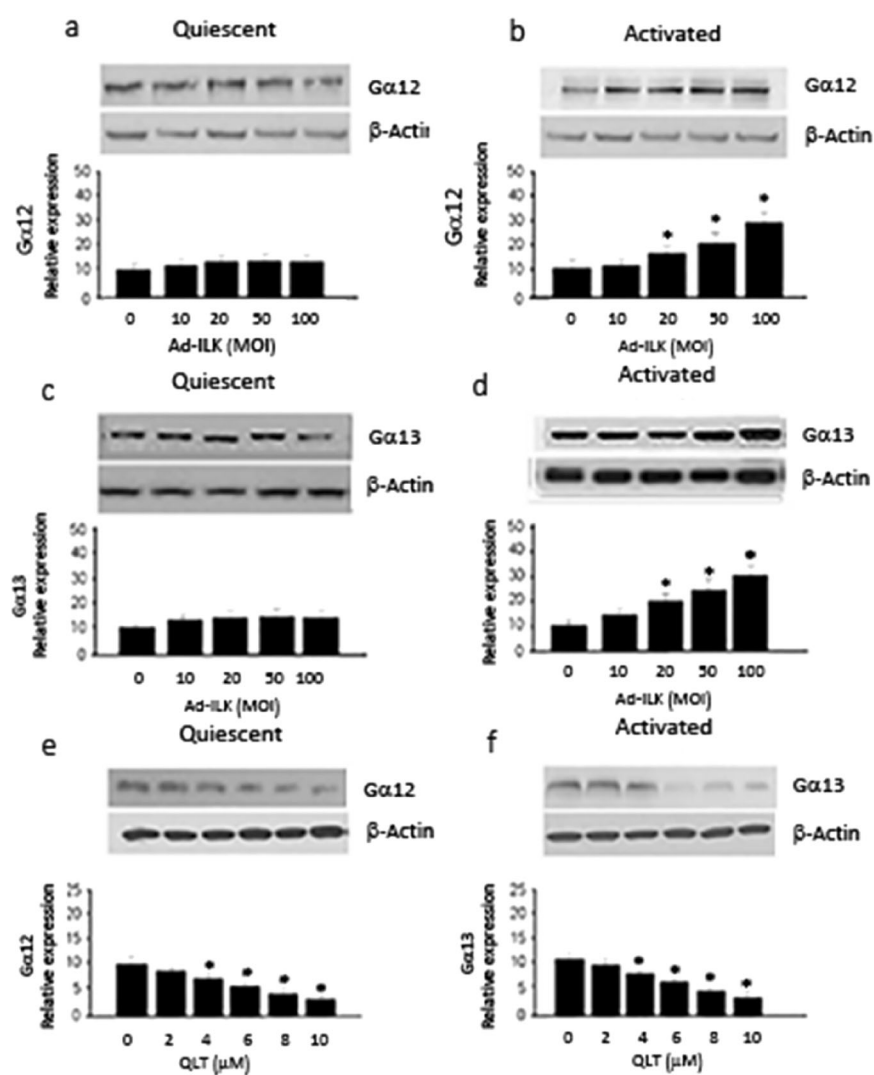 a
Quiescent
Gα12
β-Actin
Gα12
Relative expression
50
40
30
20
10
0
0 10 20 50 100
Ad-ILK (MOI)
b
Activated
Gα12
β-Actin
Gα12
Relative expression
50
40
30
20
10
0
0 10 20 50 100
Ad-ILK (MOI)
c
Quiescent
Gα13
β-Actin
Gα13
Relative expression
50
40
30
20
10
0
0 10 20 50 100
Ad-ILK (MOI)
d
Activated
Gα13
β-Actin
Relative expression
50
40
30
20
10
0
0 10 20 50 100
Ad-ILK (MOI)
e
Quiescent
Gα12
β-Actin
Gα12
Relative expression
25
20
15
10
5
0
0 2 4 6 8 10
QLT (μM)
f
Activated
Gα13
β-Actin
Gα13
Relative expression
25
20
15
10
5
0
0 2 4 6 8 10
QLT (μM)